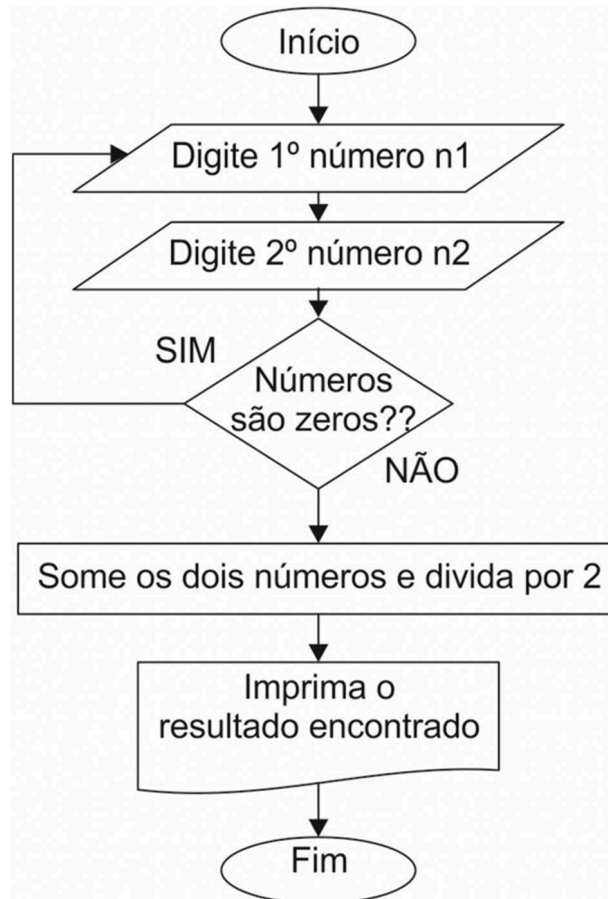 Início
Digite 1º número n1
Digite 2º número n2
SIM
Números
são zeros??
NÃO
Some os dois números e divida por 2
Imprima o
resultado encontrado
Fim